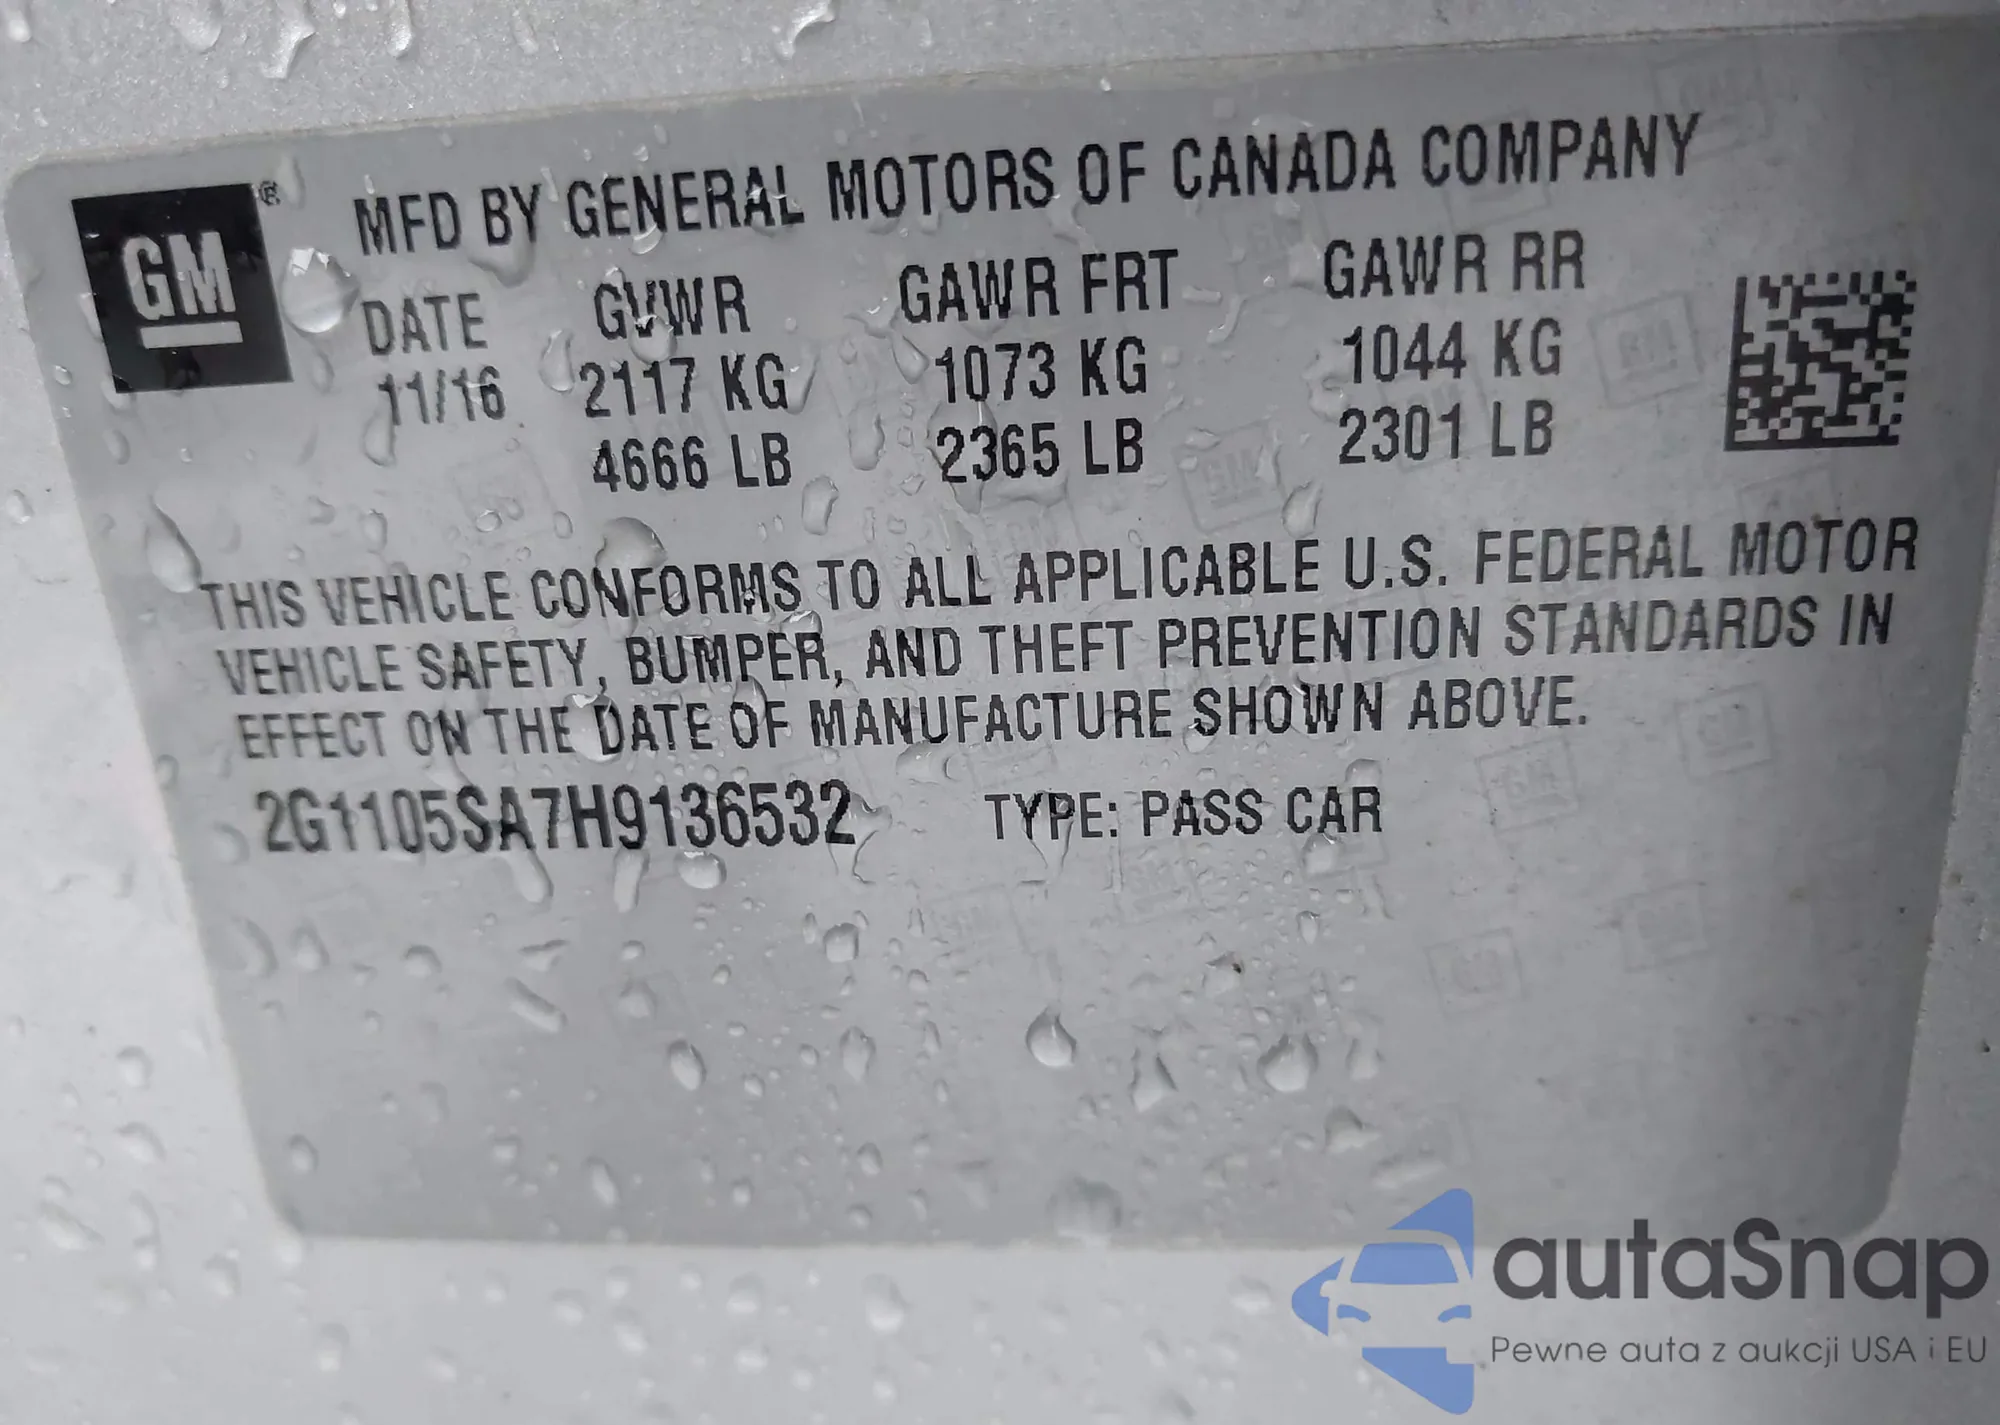 GM ®
MFD BY GENERAL MOTORS OF CANADA COMPANY
DATE GVWR GAWR FRT GAWR RR
11/16 2117 KG 1073 KG 1044 KG
4666 LB 2365 LB 2301 LB
THIS VEHICLE CONFORMS TO ALL APPLICABLE U.S. FEDERAL MOTOR
VEHICLE SAFETY, BUMPER, AND THEFT PREVENTION STANDARDS IN
EFFECT ON THE DATE OF MANUFACTURE SHOWN ABOVE.
2G1105SA7H9136532 TYPE: PASS CAR
autaSnap
Pewne auta z aukcji USA i EU